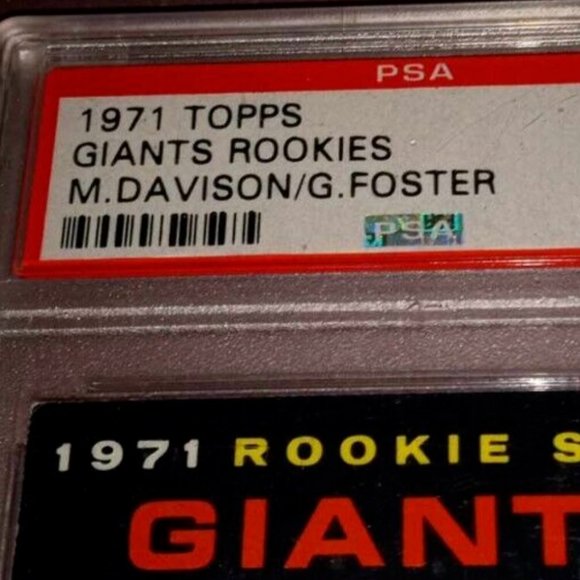 PSA
1971 TOPPS
GIANTS ROOKIES
M.DAVISON/G.FOSTER
PSA
1971 ROOKIE S
GIANT